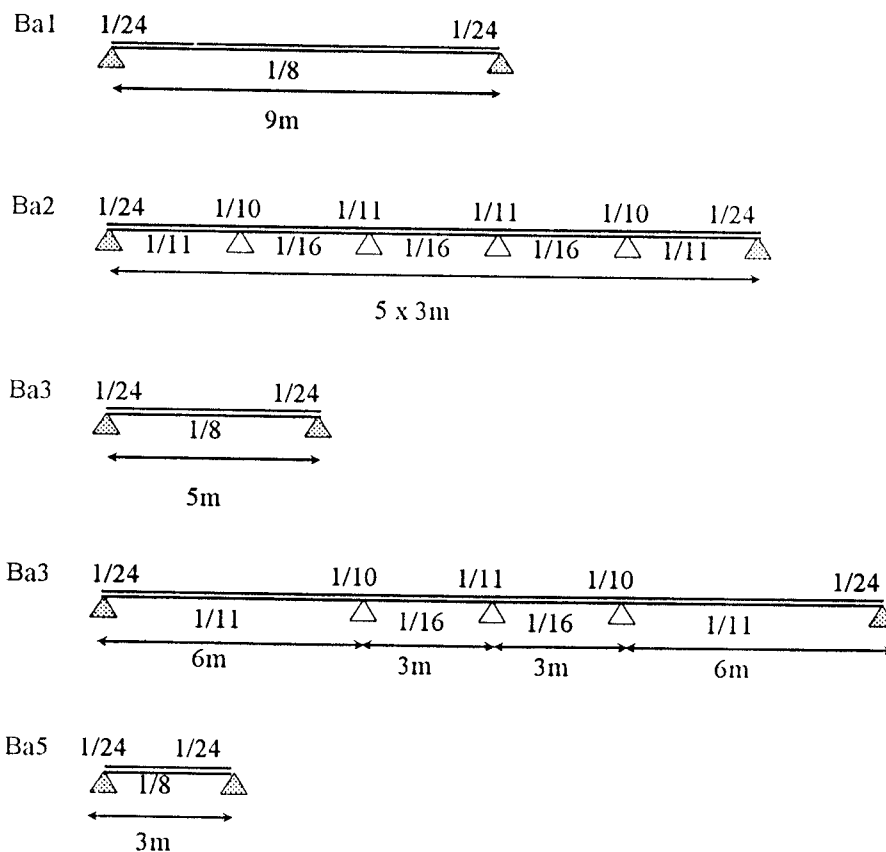 Ba1 1/24 1/24
1/8
9m
Ba2 1/24 1/10 1/11 1/11 1/10 1/24
1/11 1/16 1/16 1/16 1/11
5 x 3m
Ba3 1/24 1/24
1/8
5m
Ba3 1/24 1/10 1/11 1/10 1/24
1/11 1/16 1/16 1/11
6m 3m 3m 6m
Ba5 1/24 1/24
1/8
3m